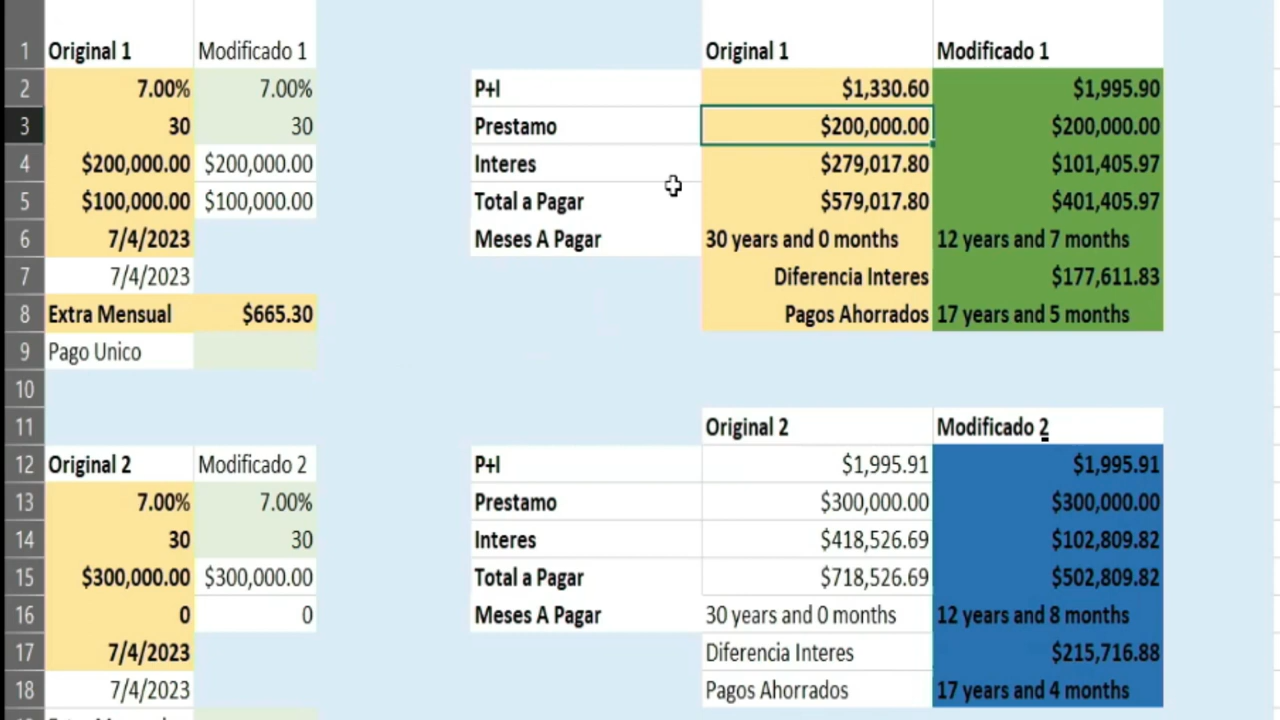 1 Original 1 Modificado 1 Original 1 Modificado 1
2 7.00% 7.00% P+I $1,330.60 $1,995.90
3 30 30 Prestamo $200,000.00 $200,000.00
4 $200,000.00 $200,000.00 Interes $279,017.80 $101,405.97
5 $100,000.00 $100,000.00 Total a Pagar $579,017.80 $401,405.97
6 7/4/2023 Meses A Pagar 30 years and 0 months 12 years and 7 months
7 7/4/2023 Diferencia Interes $177,611.83
8 Extra Mensual $665.30 Pagos Ahorrados 17 years and 5 months
9 Pago Unico
10
11 Original 2 Modificado 2
12 Original 2 Modificado 2 P+I $1,995.91 $1,995.91
13 7.00% 7.00% Prestamo $300,000.00 $300,000.00
14 30 30 Interes $418,526.69 $102,809.82
15 $300,000.00 $300,000.00 Total a Pagar $718,526.69 $502,809.82
16 0 0 Meses A Pagar 30 years and 0 months 12 years and 8 months
17 7/4/2023 Diferencia Interes $215,716.88
18 7/4/2023 Pagos Ahorrados 17 years and 4 months